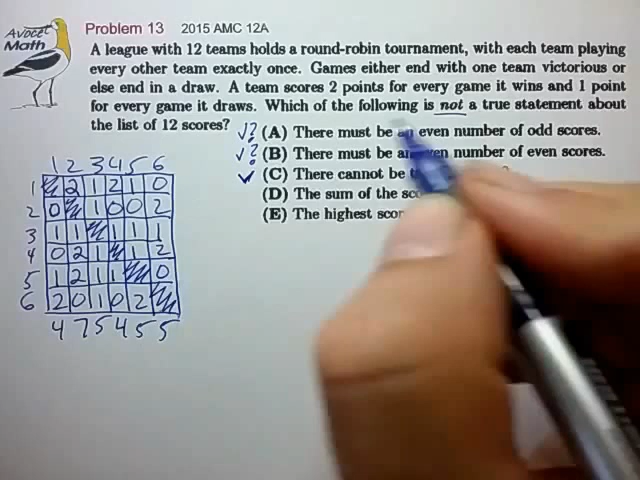 Avocet
Math
Problem 13 2015 AMC 12A
A league with 12 teams holds a round-robin tournament, with each team playing
every other team exactly once. Games either end with one team victorious or
else end in a draw. A team scores 2 points for every game it wins and 1 point
for every game it draws. Which of the following is not a true statement about
the list of 12 scores?
√? (A) There must be an even number of odd scores.
√? (B) There must be an even number of even scores.
✓ (C) There cannot be
(D) The sum of the sco
(E) The highest scor
1 2 3 4 5 6
1 2 1 2 1 0
2 0 1 0 0 2
3 1 1 1 1 1
4 0 2 1 1 2
5 1 2 1 1 0
6 2 0 1 0 2
4 7 5 4 5 5